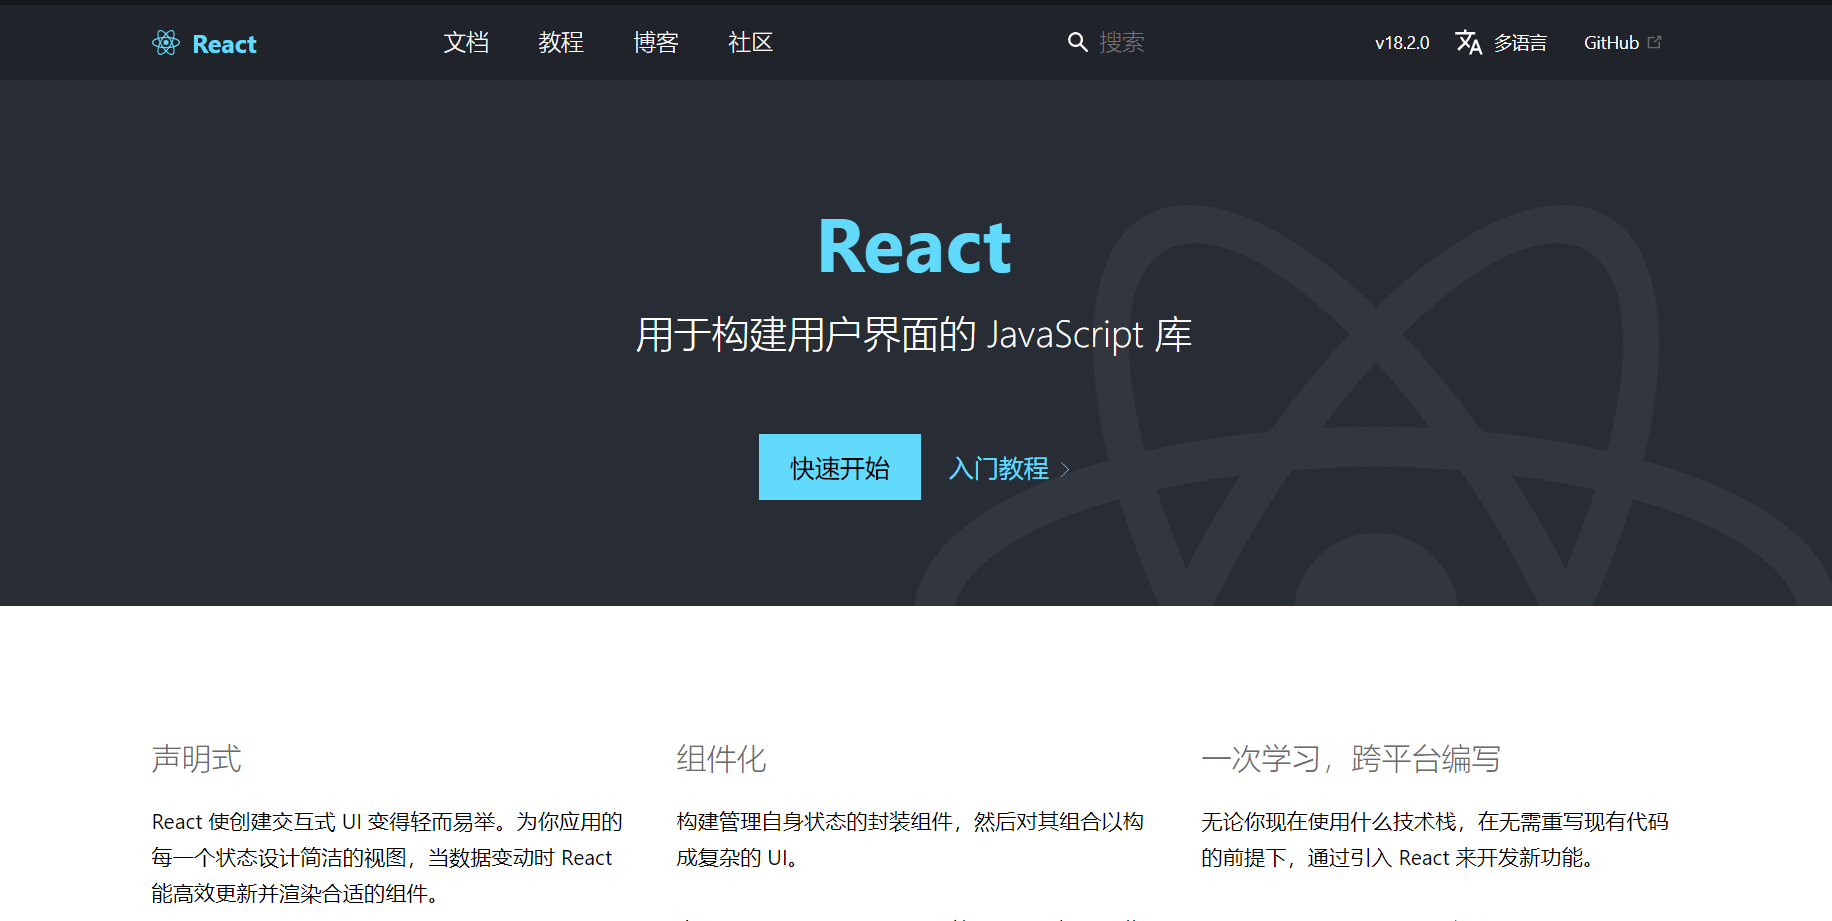 React 文档 教程 博客 社区 搜索 v18.2.0 多语言 GitHub
React
用于构建用户界面的 JavaScript 库
快速开始 入门教程
声明式
React 使创建交互式 UI 变得轻而易举。为你应用的
每一个状态设计简洁的视图，当数据变动时 React
能高效更新并渲染合适的组件。
组件化
构建管理自身状态的封装组件，然后对其组合以构
成复杂的 UI。
一次学习，跨平台编写
无论你现在使用什么技术栈，在无需重写现有代码
的前提下，通过引入 React 来开发新功能。